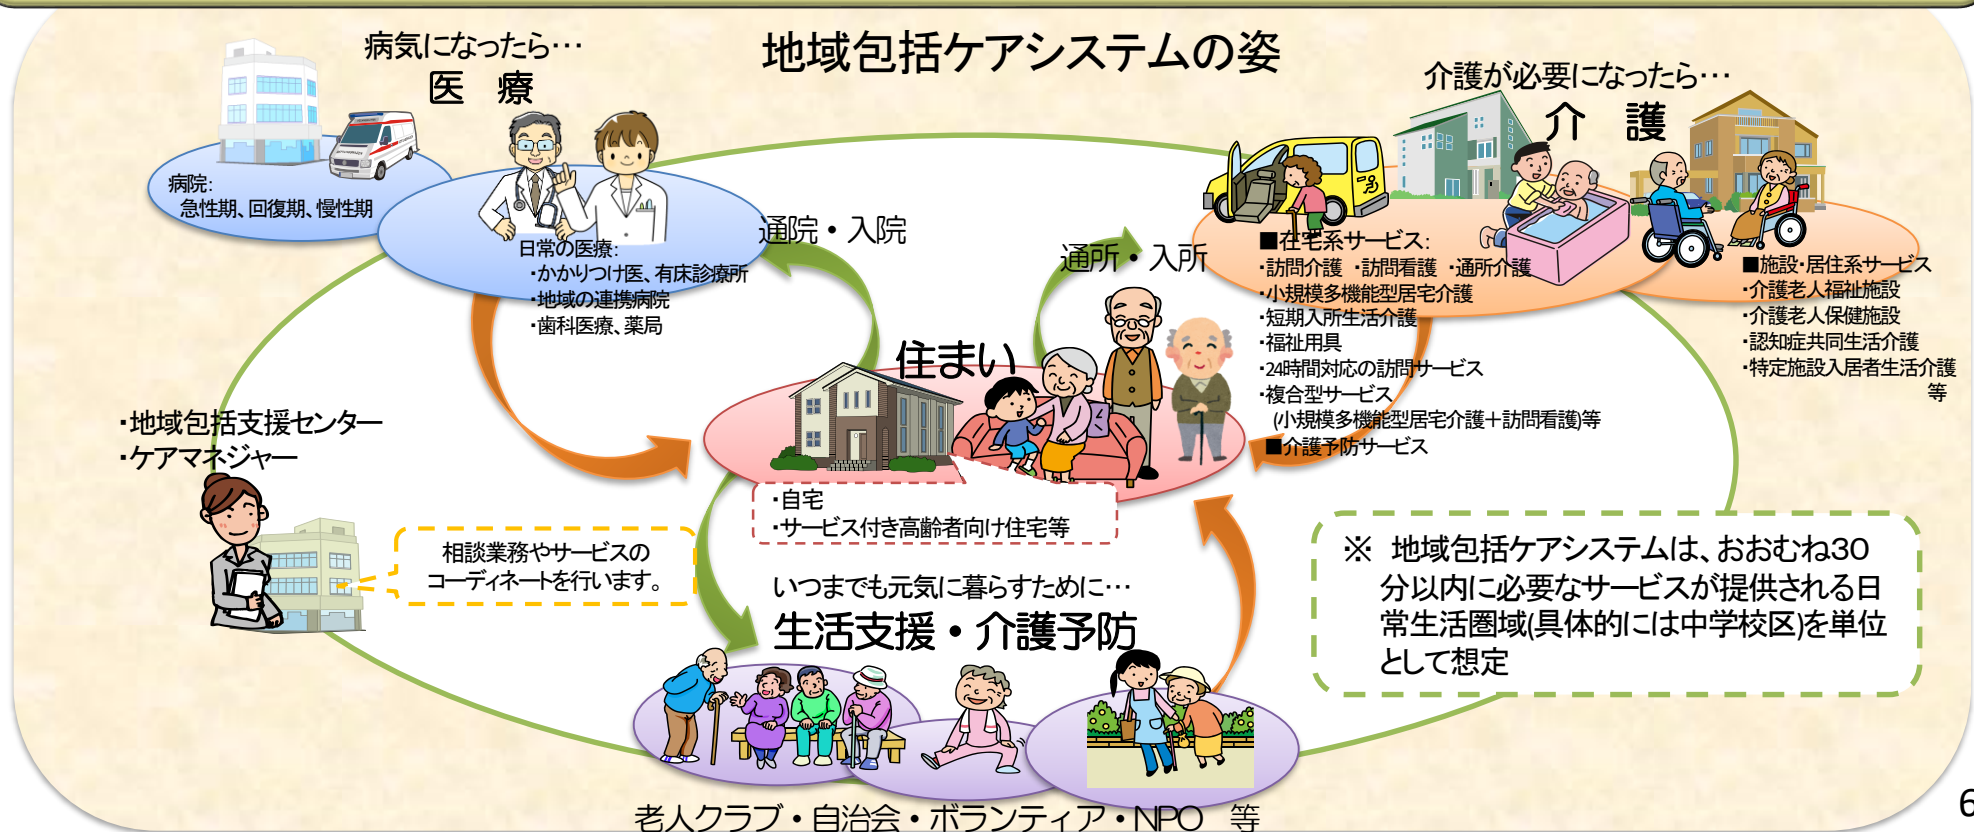 地域包括ケアシステムの姿
病気になったら…
医 療
病院:
急性期、回復期、慢性期
日常の医療:
・かかりつけ医、有床診療所
・地域の連携病院
・歯科医療、薬局
通院・入院
通所・入所
介護が必要になったら…
介 護
■在宅系サービス:
・訪問介護 ・訪問看護 ・通所介護
・小規模多機能型居宅介護
・短期入所生活介護
・福祉用具
・24時間対応の訪問サービス
・複合型サービス
(小規模多機能型居宅介護+訪問看護)等
■介護予防サービス
■施設・居住系サービス
・介護老人福祉施設
・介護老人保健施設
・認知症共同生活介護
・特定施設入居者生活介護
等
住まい
・自宅
・サービス付き高齢者向け住宅等
・地域包括支援センター
・ケアマネジャー
相談業務やサービスの
コーディネートを行います。
いつまでも元気に暮らすために…
生活支援・介護予防
老人クラブ・自治会・ボランティア・NPO 等
※ 地域包括ケアシステムは、おおむね30
分以内に必要なサービスが提供される日
常生活圏域(具体的には中学校区)を単位
として想定
6